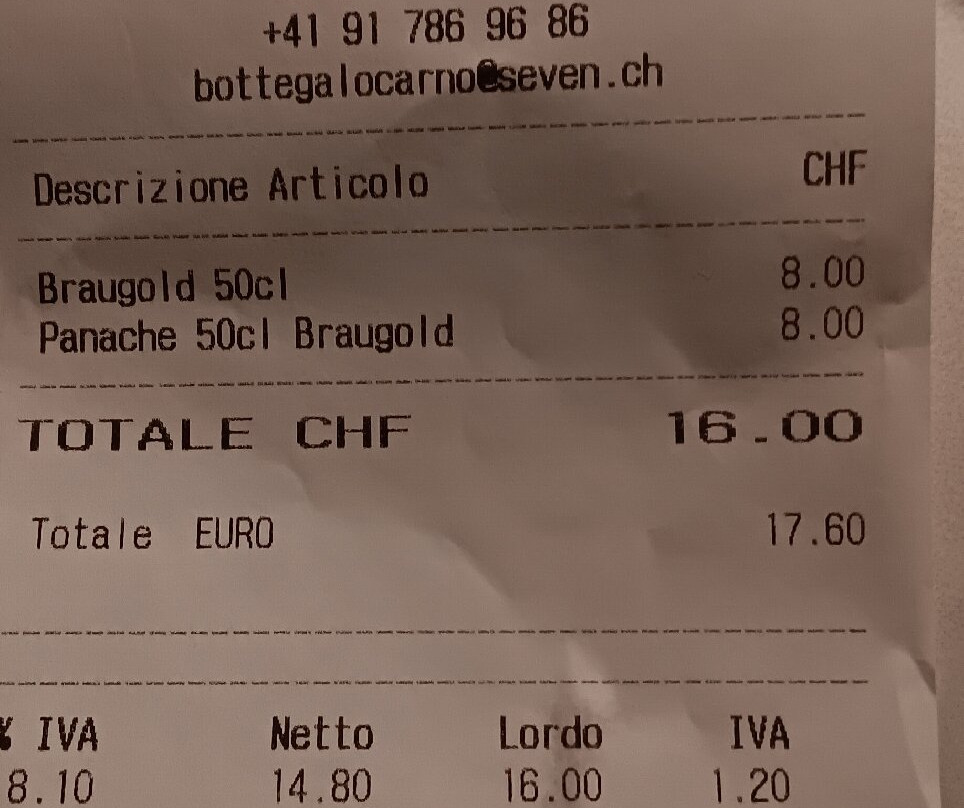 +41 91 786 96 86
bottegalocarno@seven.ch
Descrizione Articolo CHF
Braugold 50cl 8.00
Panache 50cl Braugold 8.00
TOTALE CHF 16.00
Totale EURO 17.60
% IVA Netto Lordo IVA
8.10 14.80 16.00 1.20